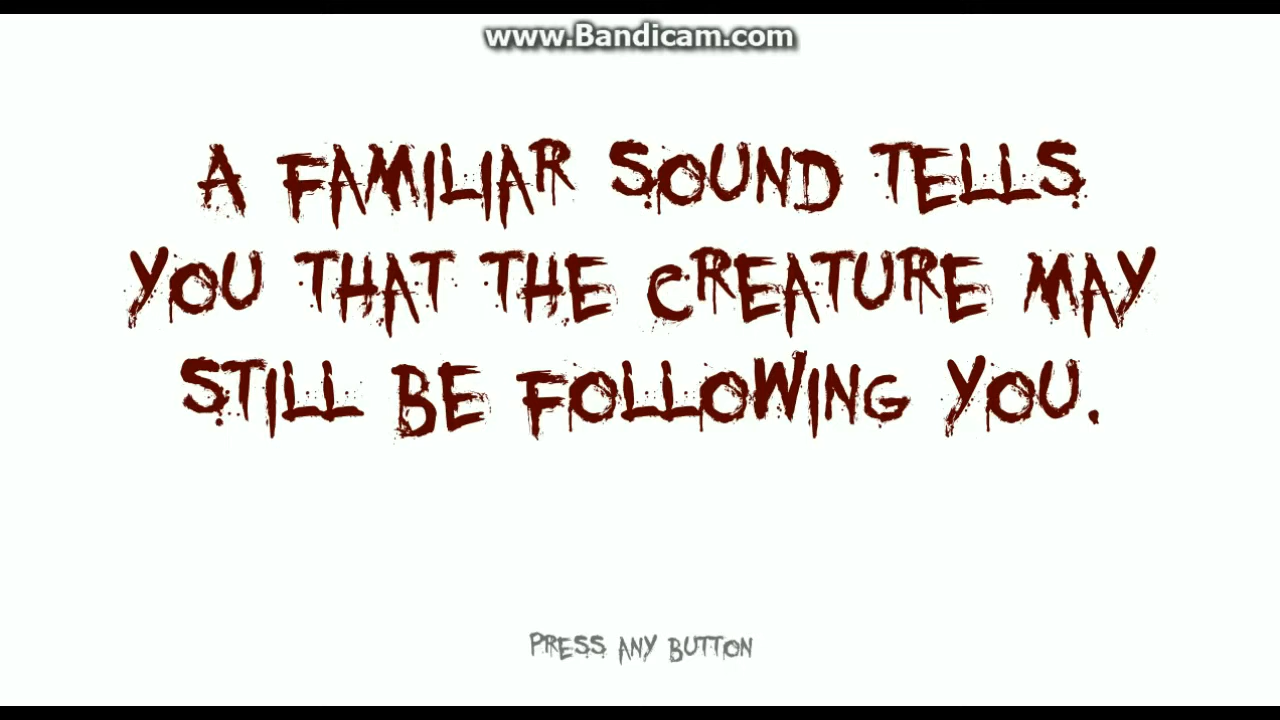 www.Bandicam.com
A FAMILIAR SOUND TELLS
YOU THAT THE CREATURE MAY
STILL BE FOLLOWING YOU.
PRESS ANY BUTTON